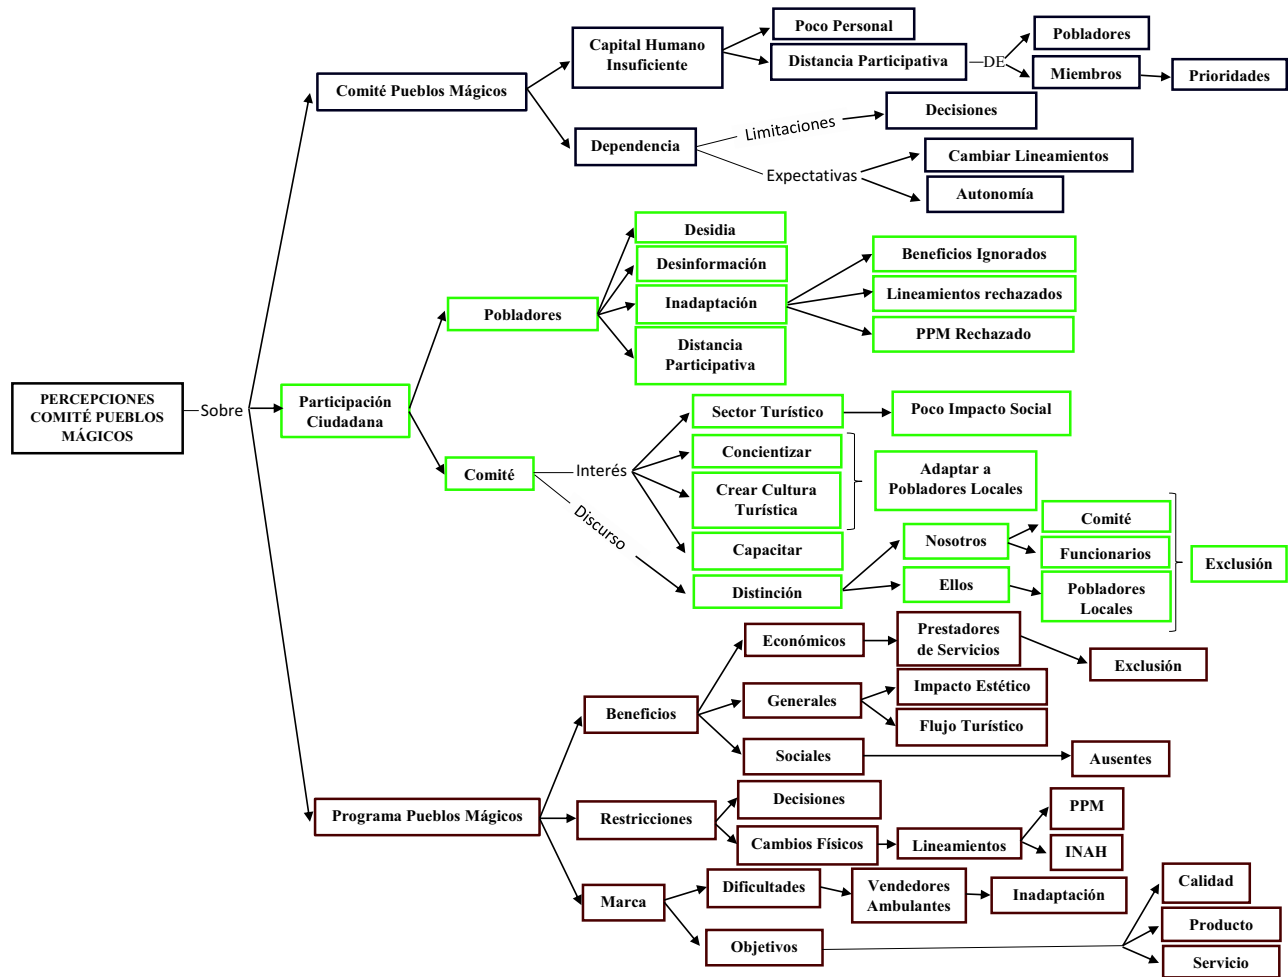 PERCEPCIONES
COMITÉ PUEBLOS
MÁGICOS
Sobre
Comité Pueblos Mágicos
Capital Humano
Insuficiente
Poco Personal
Distancia Participativa
DE
Pobladores
Miembros
Prioridades
Dependencia
Limitaciones
Decisiones
Expectativas
Cambiar Lineamientos
Autonomía
Participación
Ciudadana
Pobladores
Desidia
Desinformación
Inadaptación
Beneficios Ignorados
Lineamientos rechazados
PPM Rechazado
Distancia
Participativa
Comité
Interés
Sector Turístico
Poco Impacto Social
Concientizar
Crear Cultura
Turística
Adaptar a
Pobladores Locales
Capacitar
Discurso
Distinción
Nosotros
Comité
Funcionarios
Ellos
Pobladores
Locales
Exclusión
Programa Pueblos Mágicos
Beneficios
Económicos
Prestadores
de Servicios
Exclusión
Generales
Impacto Estético
Flujo Turístico
Sociales
Ausentes
Restricciones
Decisiones
Cambios Físicos
Lineamientos
PPM
INAH
Marca
Dificultades
Vendedores
Ambulantes
Inadaptación
Objetivos
Calidad
Producto
Servicio